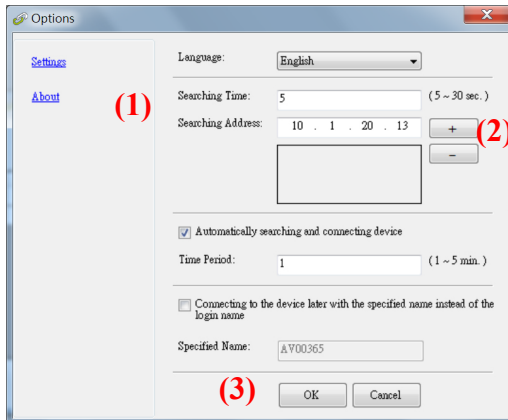 Options
Settings
About
(1)
Language:
English
Searching Time:
5
(5 ~ 30 sec.)
Searching Address:
10 . 1 . 20 . 13
+
(2)
–
Automatically searching and connecting device
Time Period:
1
(1 ~ 5 min.)
Connecting to the device later with the specified name instead of the
login name
Specified Name:
AV00365
(3)
OK
Cancel